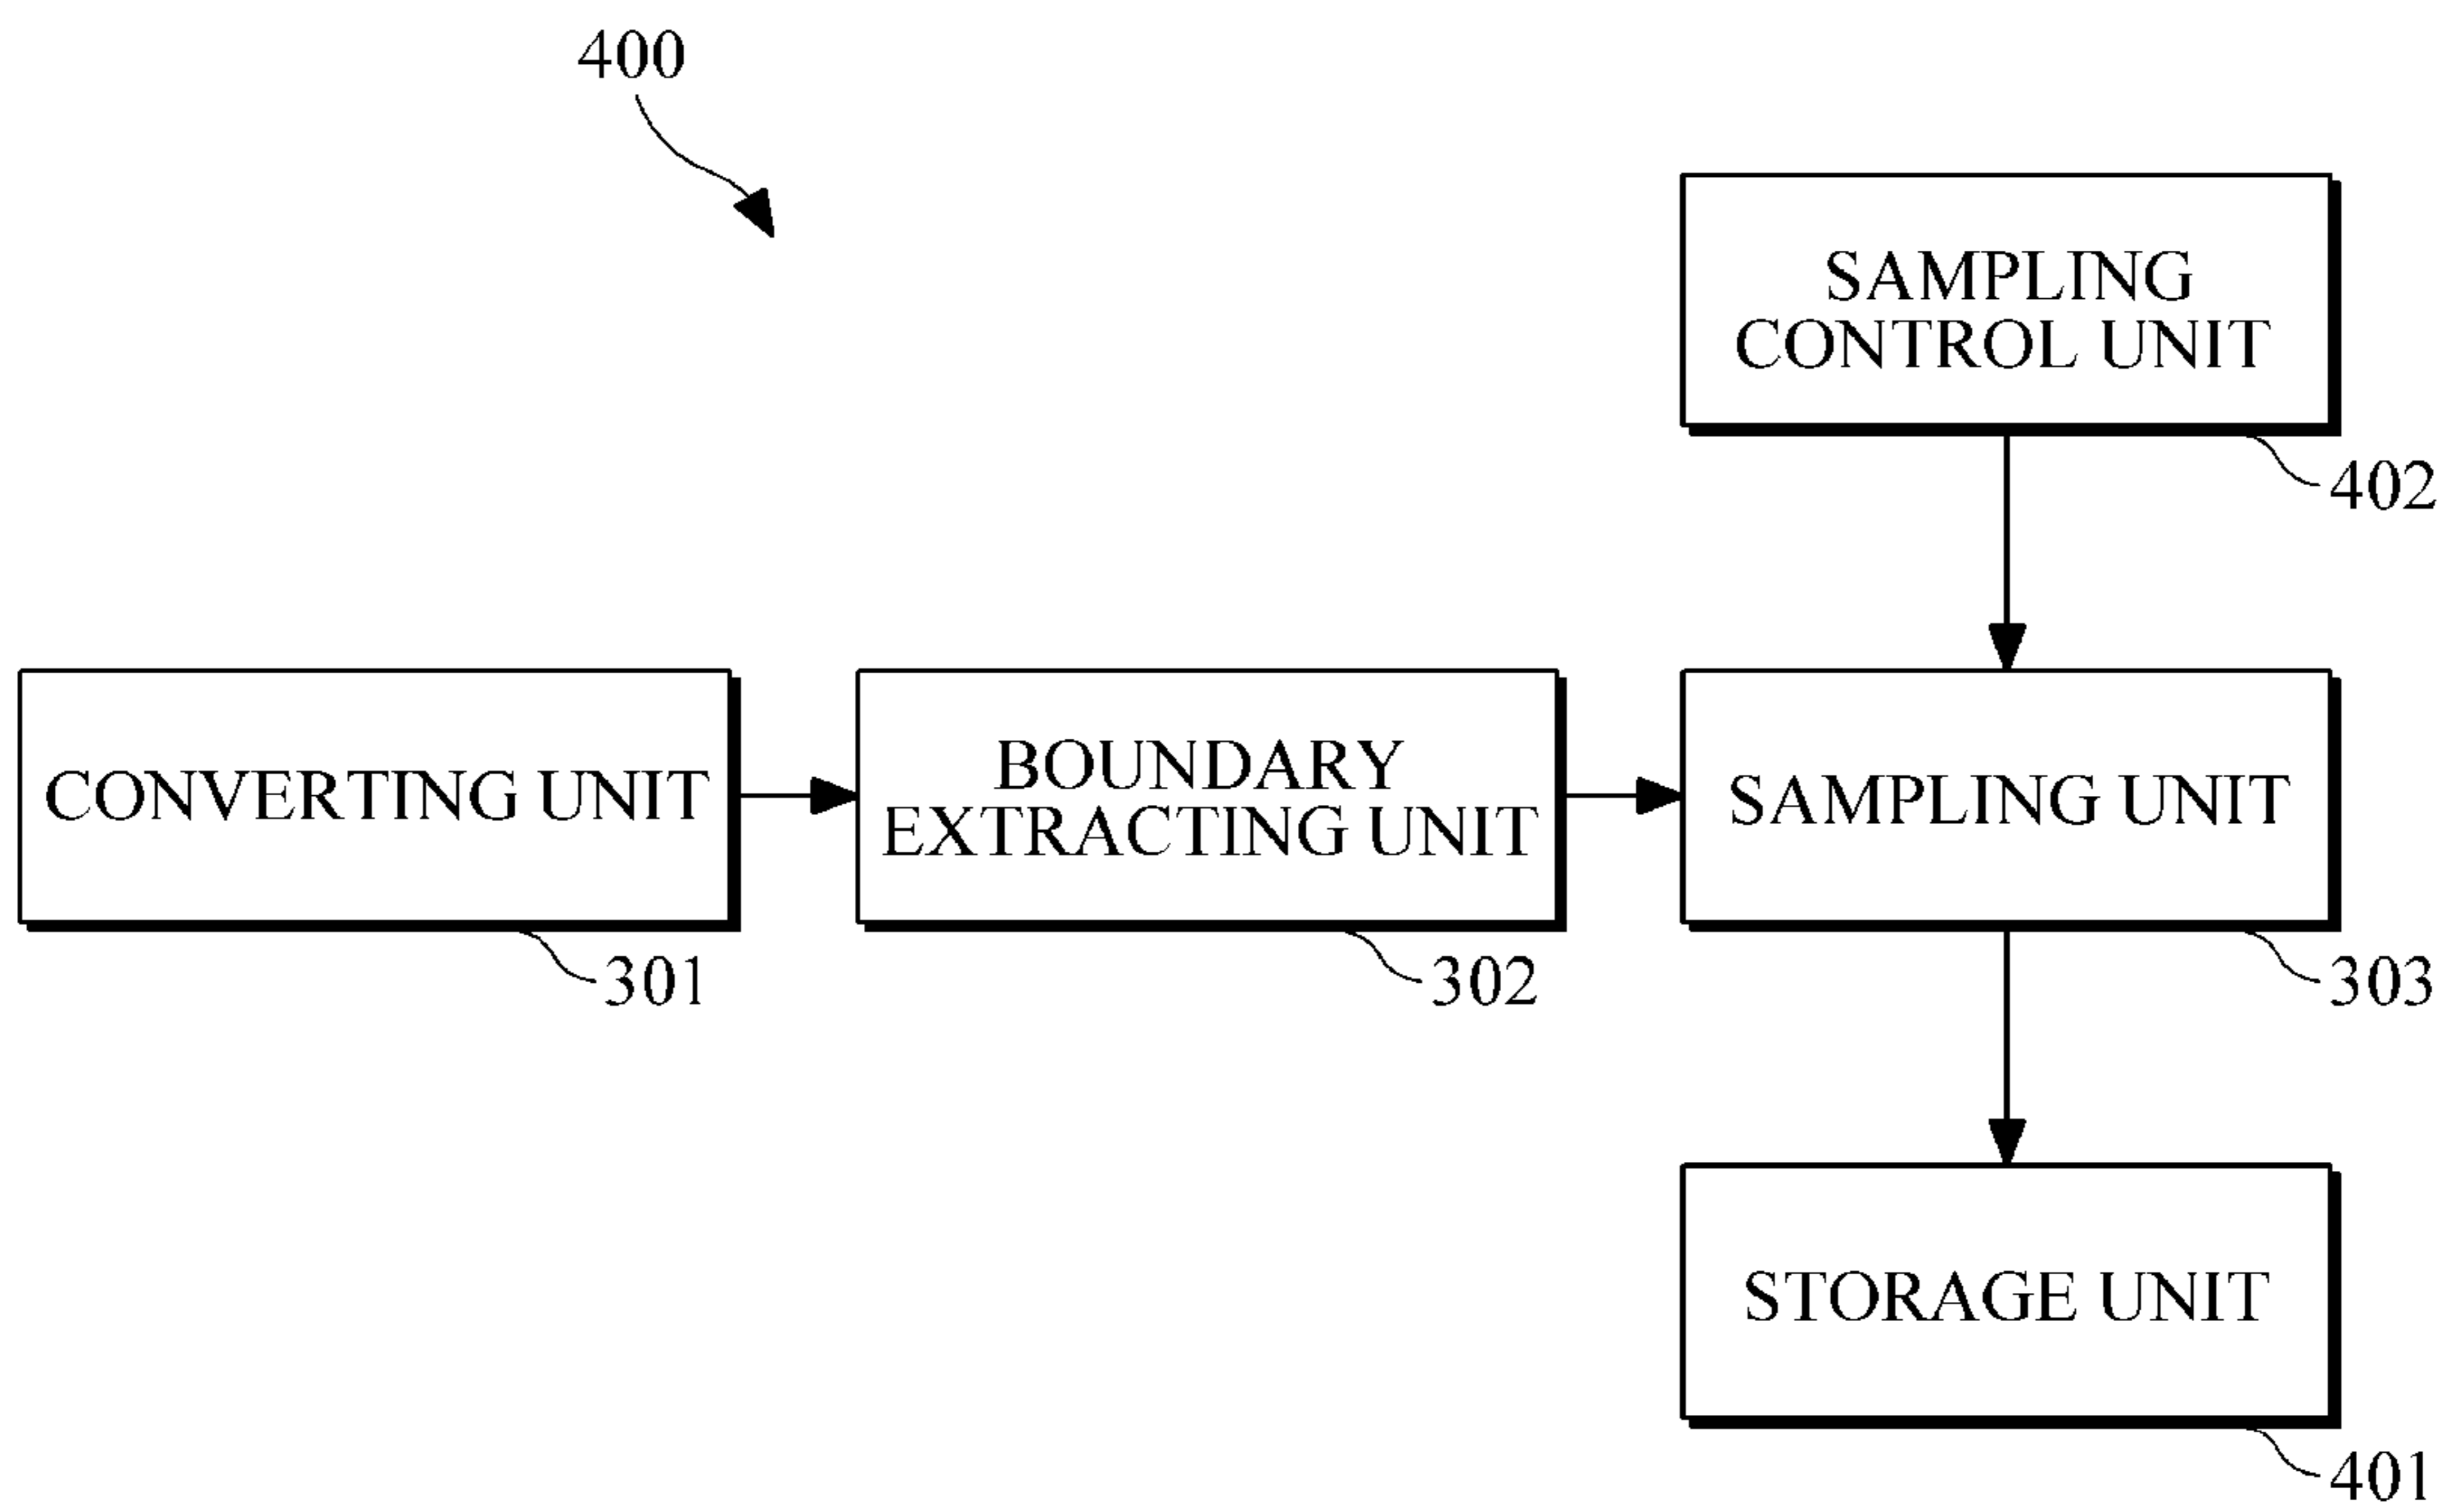 400
SAMPLING
CONTROL UNIT
402
CONVERTING UNIT
301
BOUNDARY
EXTRACTING UNIT
302
SAMPLING UNIT
303
STORAGE UNIT
401